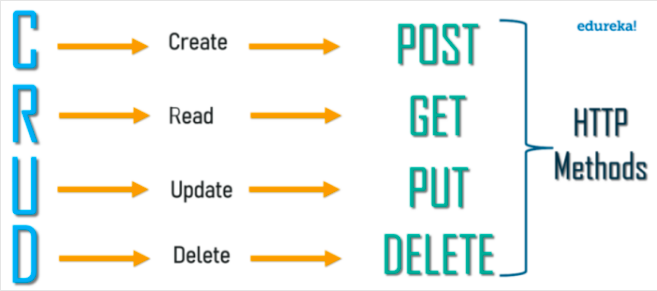 edureka!
C Create POST
R Read GET
U Update PUT
D Delete DELETE
HTTP
Methods